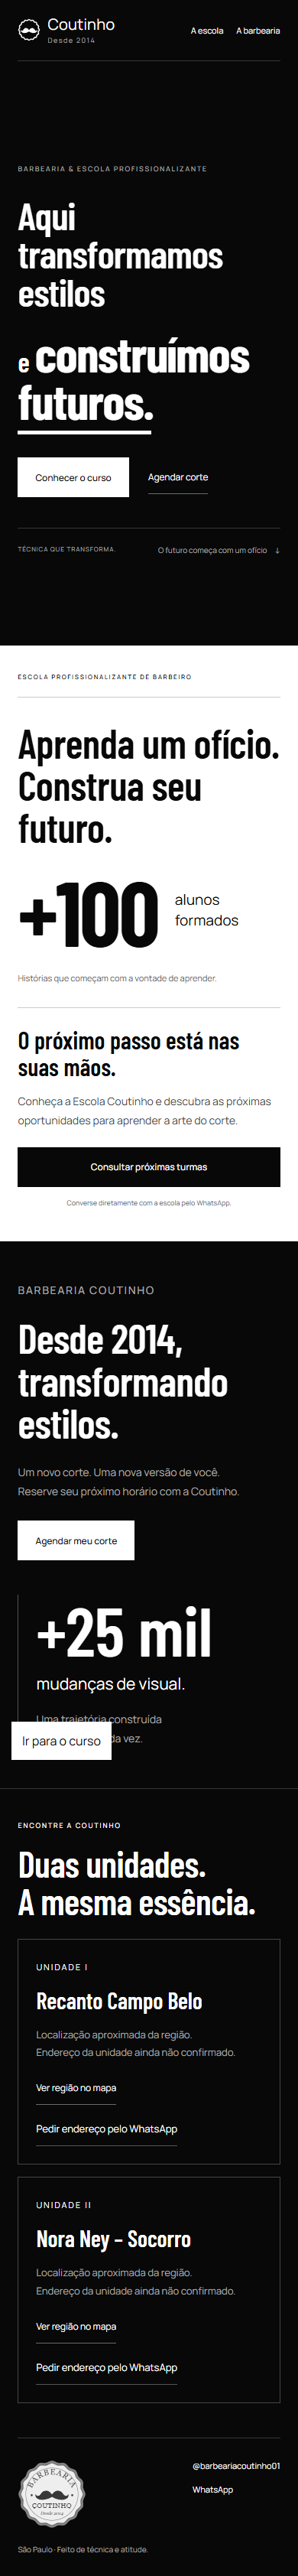 Coutinho
Desde 2014
A escola
A barbearia
BARBEARIA & ESCOLA PROFISSIONALIZANTE
Aqui
transformamos
estilos
e construímos
futuros.
Conhecer o curso
Agendar corte
TÉCNICA QUE TRANSFORMA.
O futuro começa com um ofício ↓
ESCOLA PROFISSIONALIZANTE DE BARBEIRO
Aprenda um ofício.
Construa seu
futuro.
+100
alunos
formados
Histórias que começam com a vontade de aprender.
O próximo passo está nas
suas mãos.
Conheça a Escola Coutinho e descubra as próximas
oportunidades para aprender a arte do corte.
Consultar próximas turmas
Converse diretamente com a escola pelo WhatsApp.
BARBEARIA COUTINHO
Desde 2014,
transformando
estilos.
Um novo corte. Uma nova versão de você.
Reserve seu próximo horário com a Coutinho.
Agendar meu corte
+25 mil
mudanças de visual.
Uma trajetória construída
da vez.
Ir para o curso
ENCONTRE A COUTINHO
Duas unidades.
A mesma essência.
UNIDADE I
Recanto Campo Belo
Localização aproximada da região.
Endereço da unidade ainda não confirmado.
Ver região no mapa
Pedir endereço pelo WhatsApp
UNIDADE II
Nora Ney – Socorro
Localização aproximada da região.
Endereço da unidade ainda não confirmado.
Ver região no mapa
Pedir endereço pelo WhatsApp
BARBEARIA
COUTINHO
Desde 2014
@barbeariacoutinho01
WhatsApp
São Paulo · Feito de técnica e atitude.